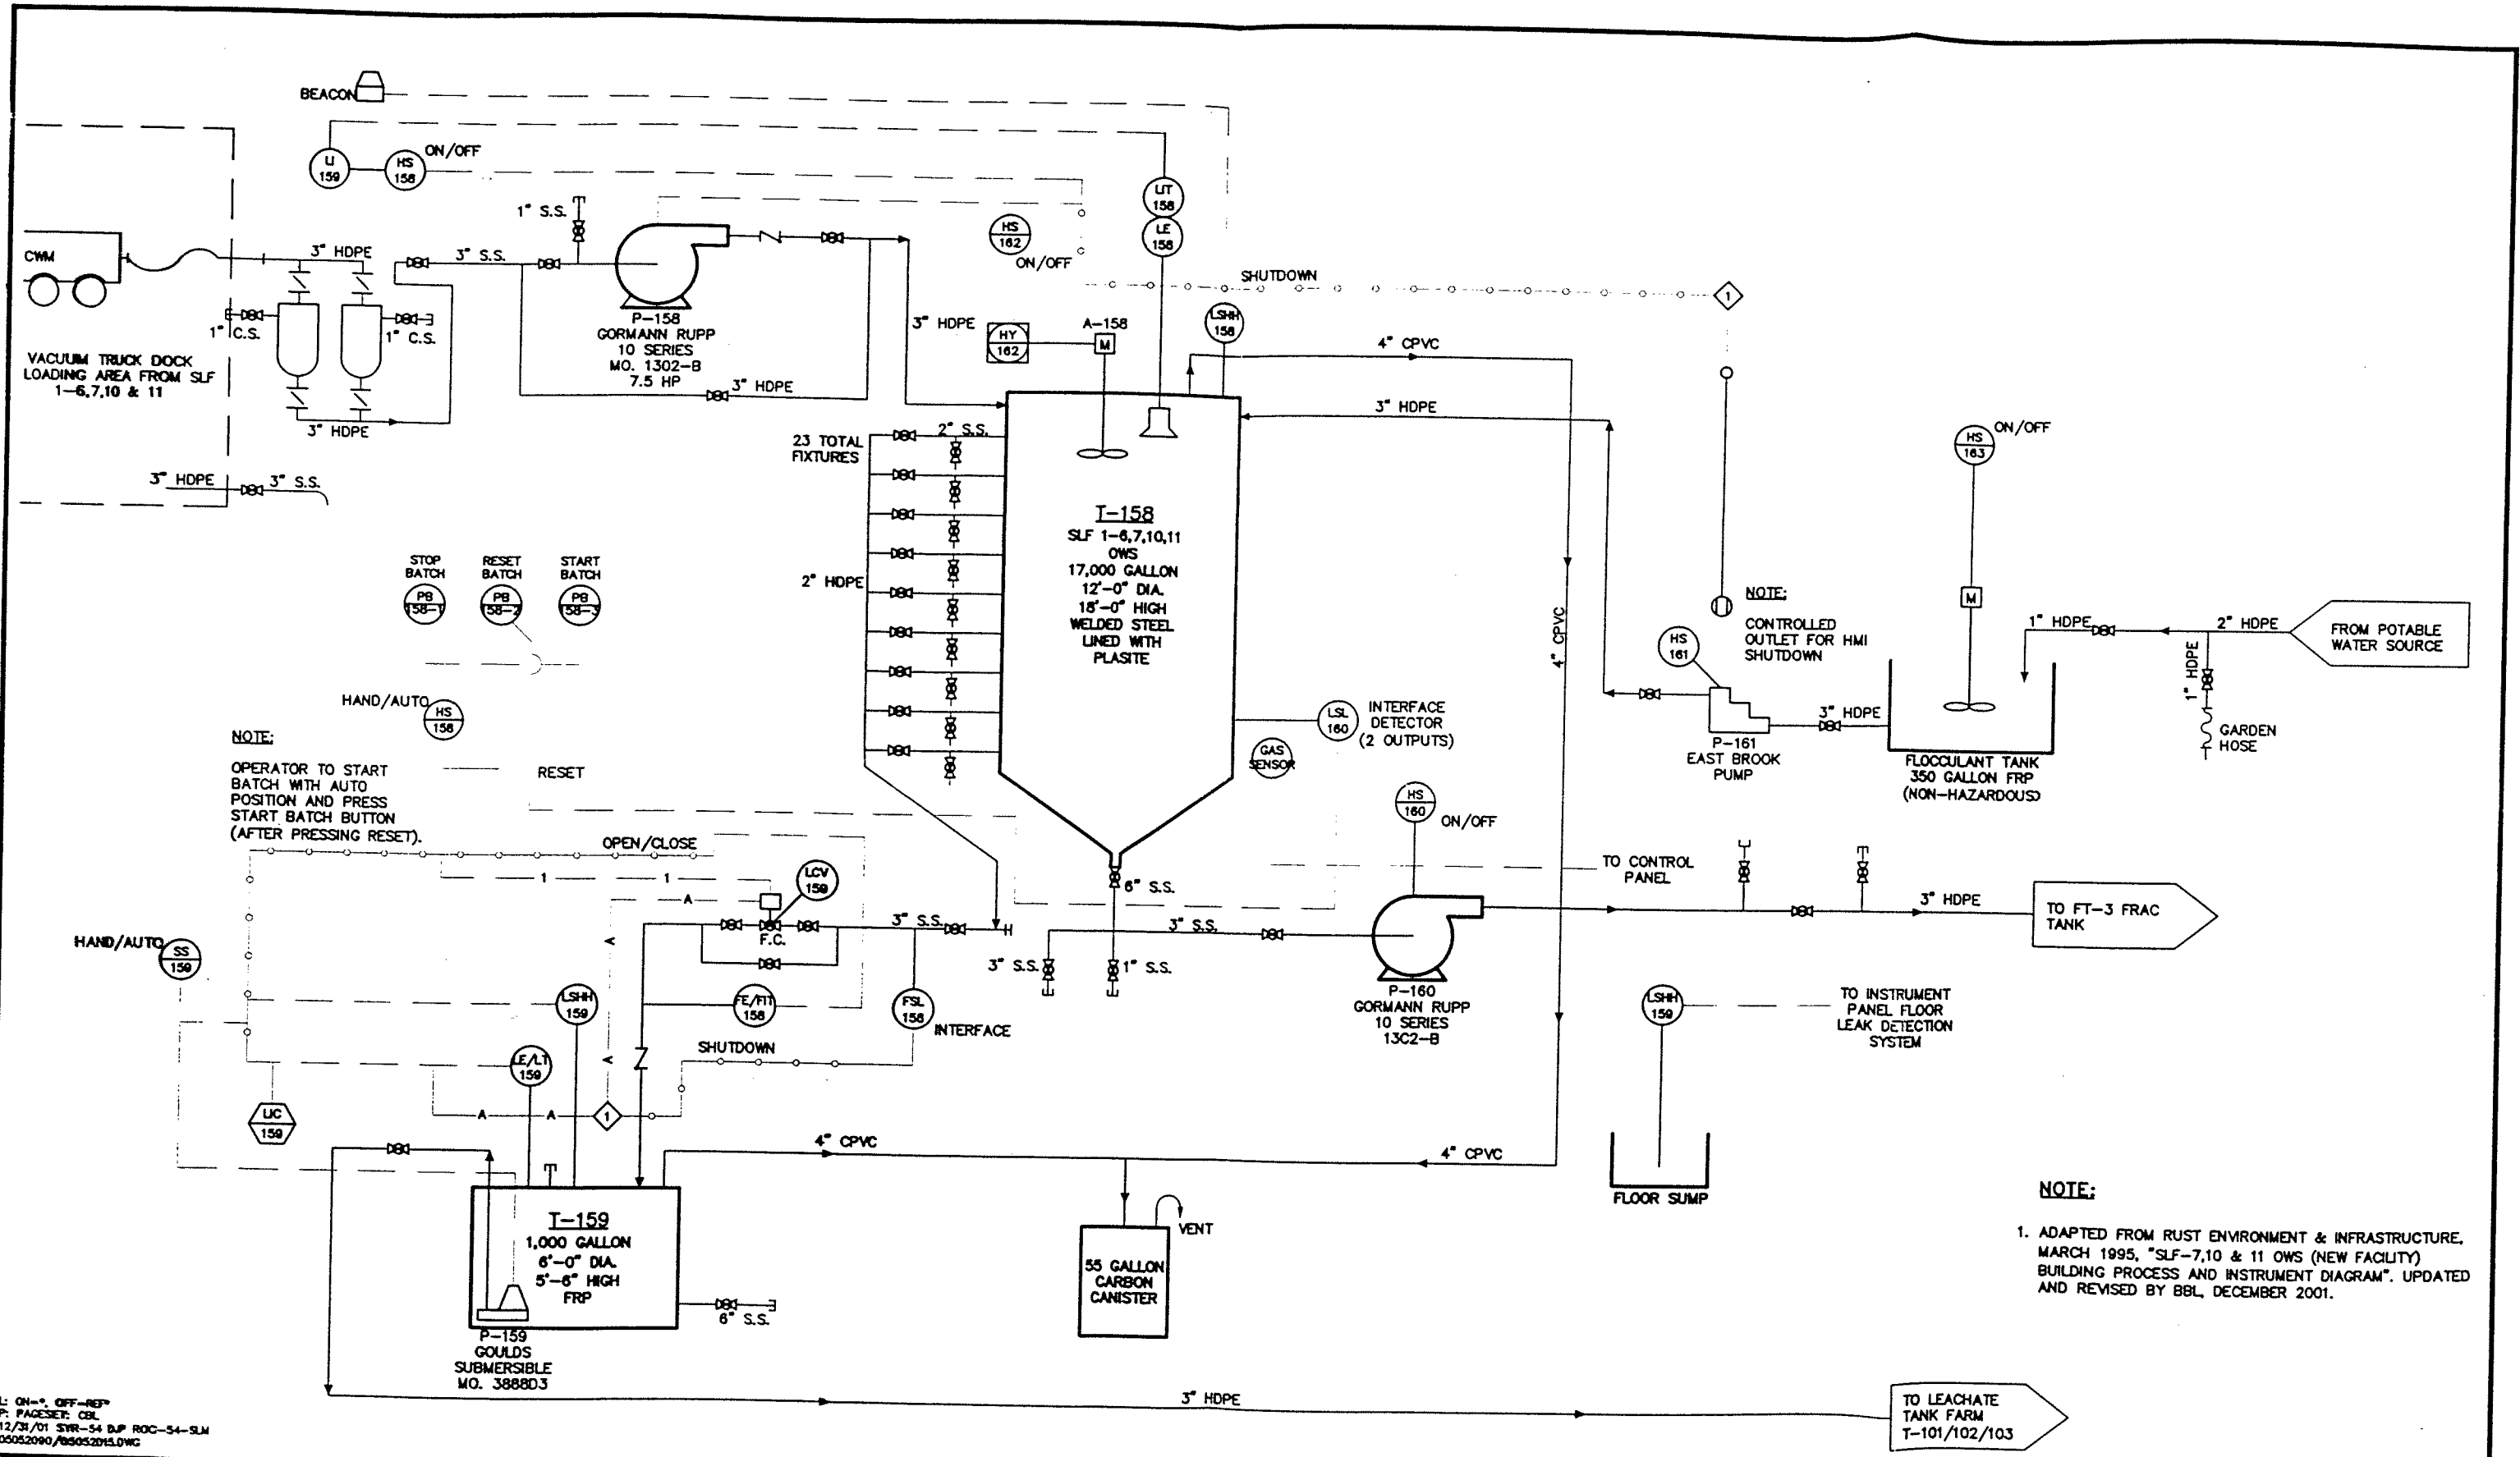 BEACON
LI
159
HS
158
ON/OFF
LIT
158
LE
158
1" S.S.
HS
162
ON/OFF
CWM
3" HDPE
3" S.S.
SHUTDOWN
1
1" C.S.
1" C.S.
P-158
GORMANN RUPP
10 SERIES
MO. 1302-B
7.5 HP
3" HDPE
HY
162
A-158
M
LSHH
158
4" CPVC
VACUUM TRUCK DOCK
LOADING AREA FROM SLF
1-6,7,10 & 11
3" HDPE
3" HDPE
3" HDPE
23 TOTAL
FIXTURES
2" S.S.
HS
163
ON/OFF
3" HDPE
3" S.S.
T-158
SLF 1-6,7,10,11
OWS
17,000 GALLON
12'-0" DIA.
18'-0" HIGH
WELDED STEEL
LINED WITH
PLASITE
STOP
BATCH
RESET
BATCH
START
BATCH
PB
158-1
PB
158-2
PB
158-3
2" HDPE
4" CPVC
NOTE:
CONTROLLED
OUTLET FOR HMI
SHUTDOWN
HS
161
M
1" HDPE
2" HDPE
FROM POTABLE
WATER SOURCE
1" HDPE
GARDEN
HOSE
HAND/AUTO
HS
158
LSL
160
INTERFACE
DETECTOR
(2 OUTPUTS)
GAS
SENSOR
P-161
EAST BROOK
PUMP
3" HDPE
FLOCCULANT TANK
350 GALLON FRP
(NON-HAZARDOUS)
NOTE:
OPERATOR TO START
BATCH WITH AUTO
POSITION AND PRESS
START BATCH BUTTON
(AFTER PRESSING RESET).
RESET
HS
160
ON/OFF
OPEN/CLOSE
1
1
LCV
159
A
F.C.
3" S.S.
6" S.S.
TO CONTROL
PANEL
3" HDPE
TO FT-3 FRAC
TANK
HAND/AUTO
SS
159
A
3" S.S.
3" S.S.
1" S.S.
P-160
GORMANN RUPP
10 SERIES
13C2-B
LSHH
159
FE/FIT
158
FSL
158
INTERFACE
LSHH
159
TO INSTRUMENT
PANEL FLOOR
LEAK DETECTION
SYSTEM
LE/LT
159
A
SHUTDOWN
LIC
159
A
A
1
4" CPVC
4" CPVC
FLOOR SUMP
T-159
1,000 GALLON
6'-0" DIA.
5'-6" HIGH
FRP
6" S.S.
P-159
GOULDS
SUBMERSIBLE
MO. 3888D3
VENT
55 GALLON
CARBON
CANISTER
NOTE:
1. ADAPTED FROM RUST ENVIRONMENT & INFRASTRUCTURE,
MARCH 1995, "SLF-7,10 & 11 OWS (NEW FACILITY)
BUILDING PROCESS AND INSTRUMENT DIAGRAM". UPDATED
AND REVISED BY BBL, DECEMBER 2001.
3" HDPE
TO LEACHATE
TANK FARM
T-101/102/103
L: ON=*, OFF=REF*
P: PAGESET: CBL
12/31/01 SYR-54 DJP ROC-54-SLM